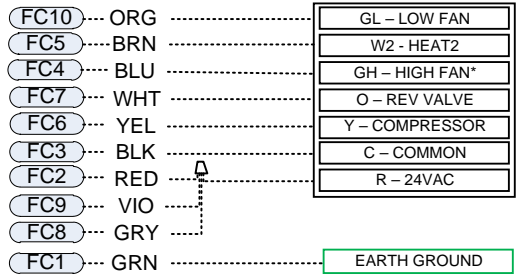 FC10 ORG GL – LOW FAN
FC5 BRN W2 - HEAT2
FC4 BLU GH – HIGH FAN*
FC7 WHT O – REV VALVE
FC6 YEL Y – COMPRESSOR
FC3 BLK C – COMMON
FC2 RED R – 24VAC
FC9 VIO
FC8 GRY
FC1 GRN EARTH GROUND